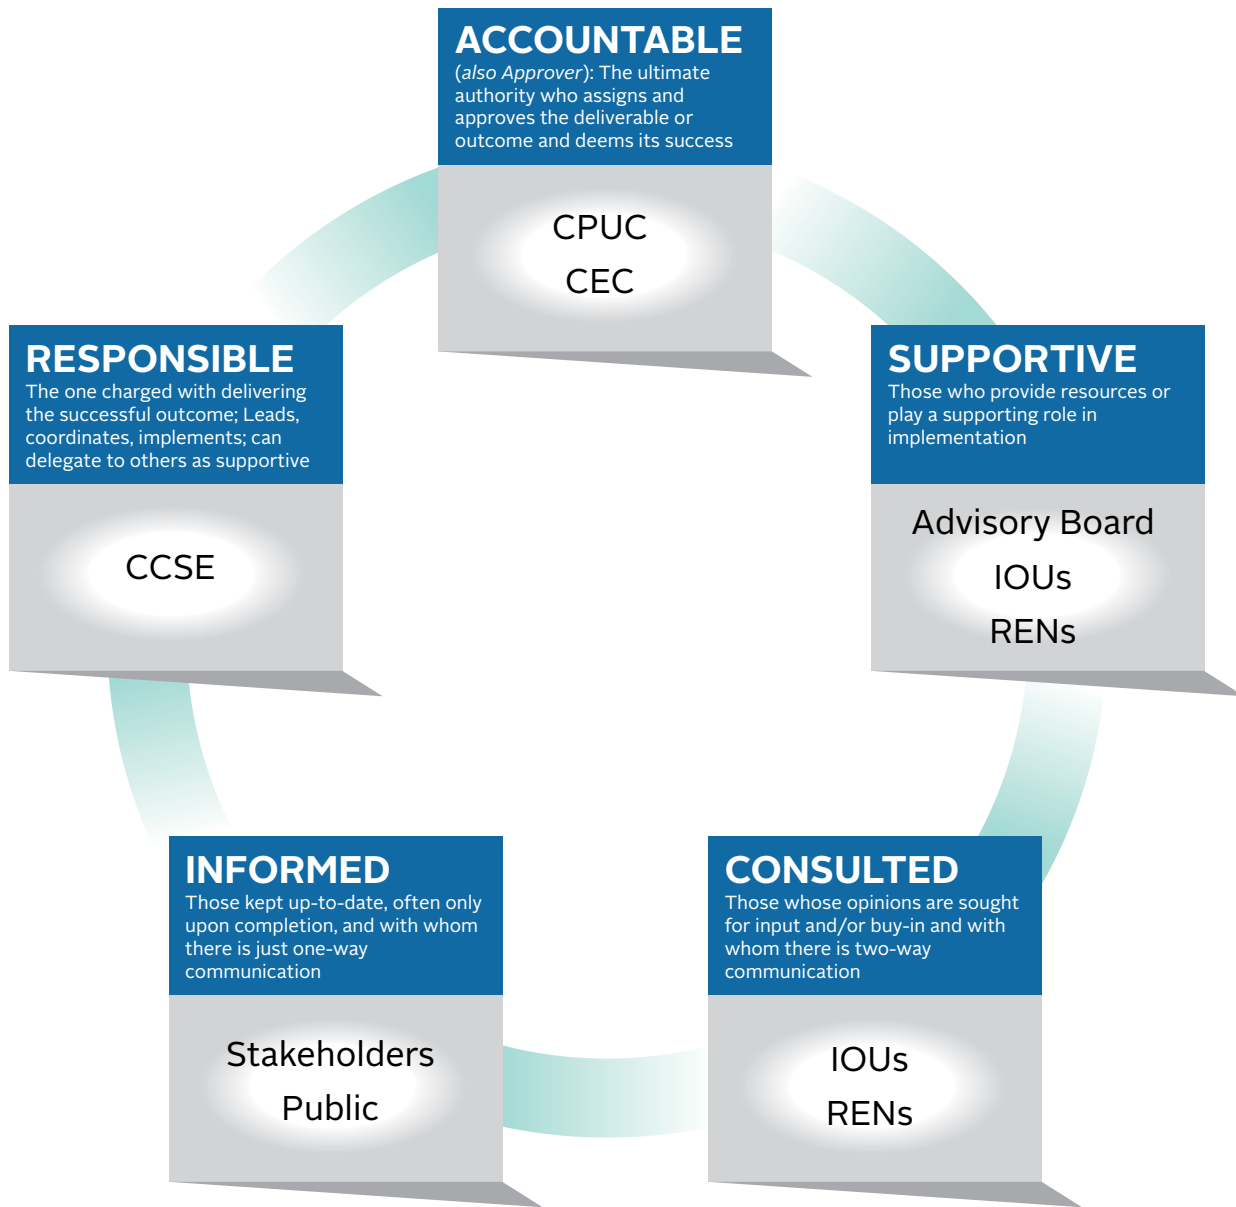 ACCOUNTABLE
(also Approver): The ultimate
authority who assigns and
approves the deliverable or
outcome and deems its success
CPUC
CEC
RESPONSIBLE
The one charged with delivering
the successful outcome; Leads,
coordinates, implements; can
delegate to others as supportive
CCSE
SUPPORTIVE
Those who provide resources or
play a supporting role in
implementation
Advisory Board
IOUs
RENs
INFORMED
Those kept up-to-date, often only
upon completion, and with whom
there is just one-way
communication
Stakeholders
Public
CONSULTED
Those whose opinions are sought
for input and/or buy-in and with
whom there is two-way
communication
IOUs
RENs